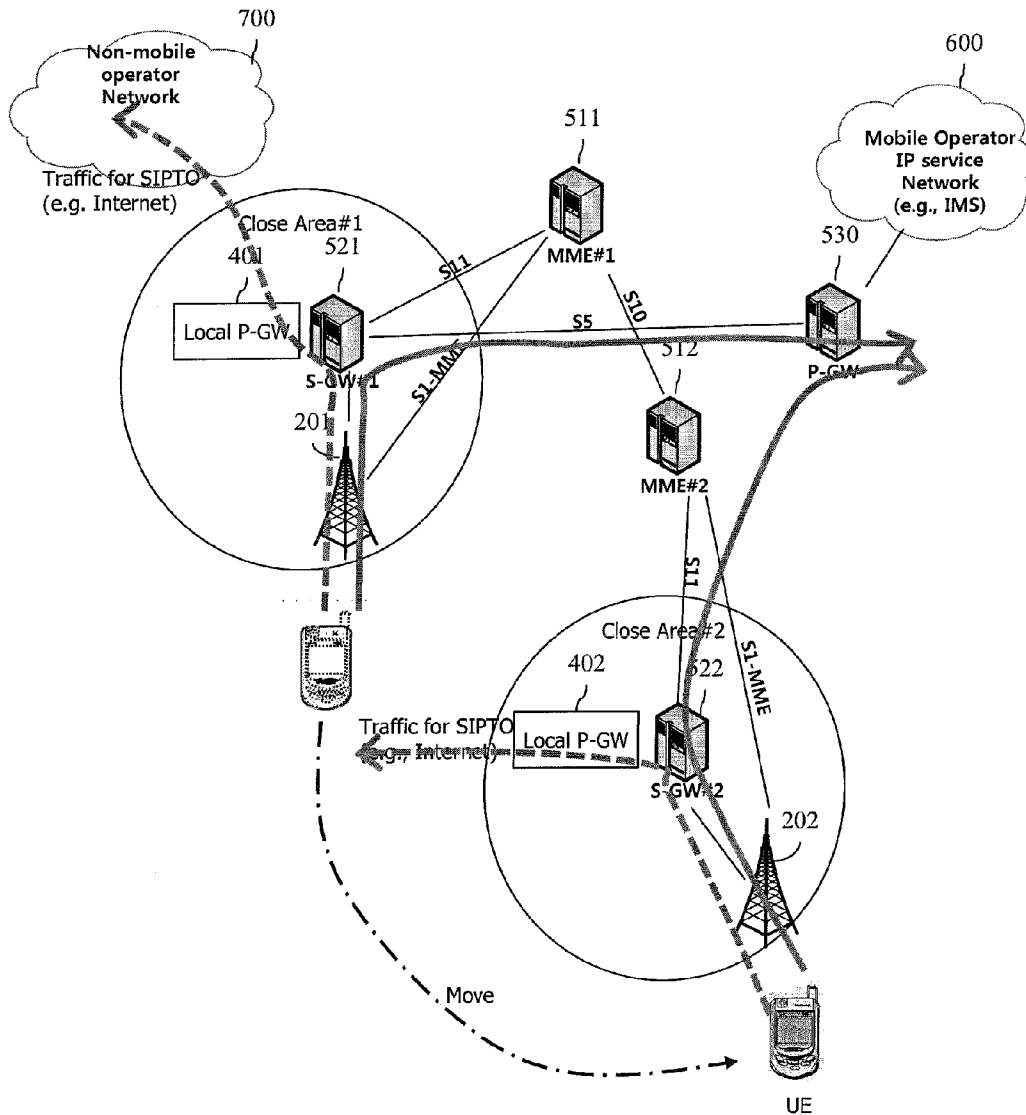 700
Non-mobile
operator
Network
600
511
Mobile Operator
IP service
Network
(e.g., IMS)
Traffic for SIPTO
(e.g. Internet)
Close Area#1
401
521
MME#1
530
S11
S10
Local P-GW
S5
S-GW#1
S1-MME
512
P-GW
201
MME#2
S11
Close Area#2
S1-MME
402
522
Traffic for SIPTO
(e.g., Internet)
Local P-GW
S-GW#2
202
Move
UE